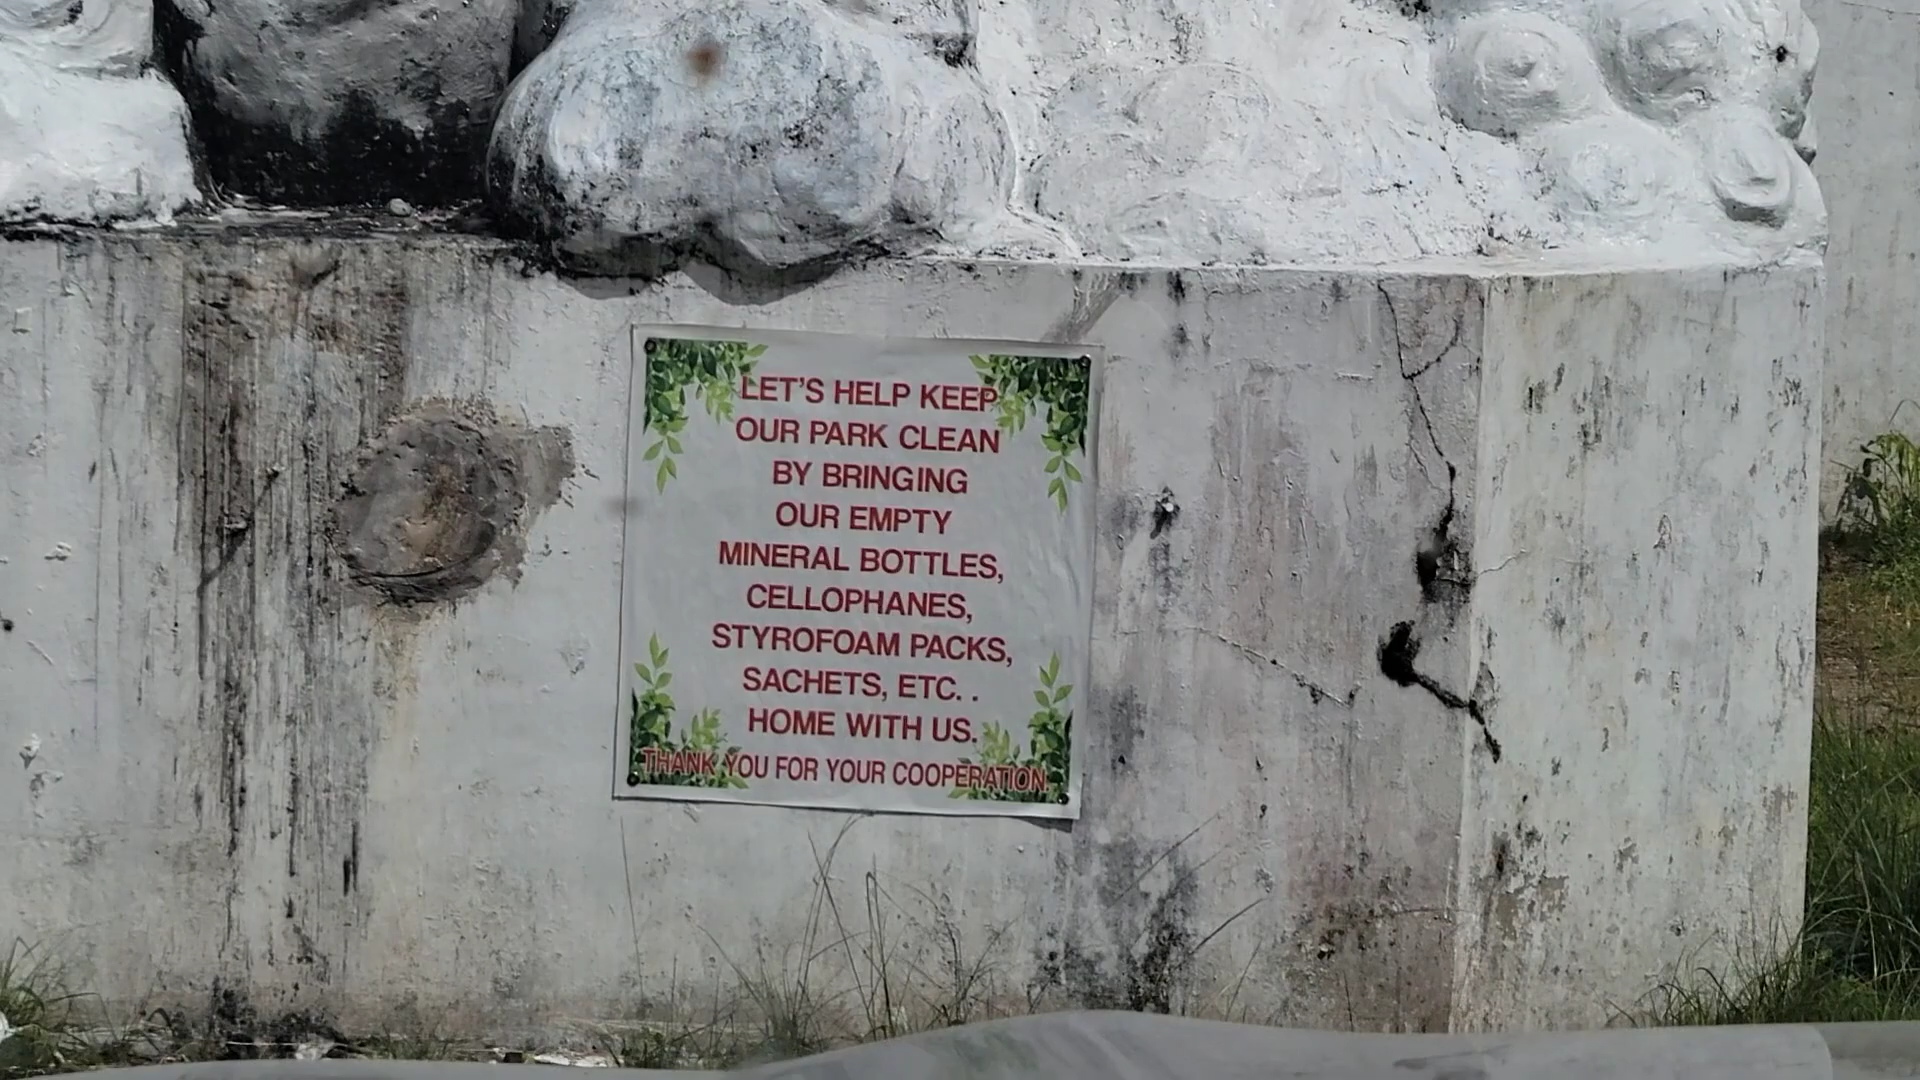 LET'S HELP KEEP
OUR PARK CLEAN
BY BRINGING
OUR EMPTY
MINERAL BOTTLES,
CELLOPHANES,
STYROFOAM PACKS,
SACHETS, ETC. .
HOME WITH US.
THANK YOU FOR YOUR COOPERATION.